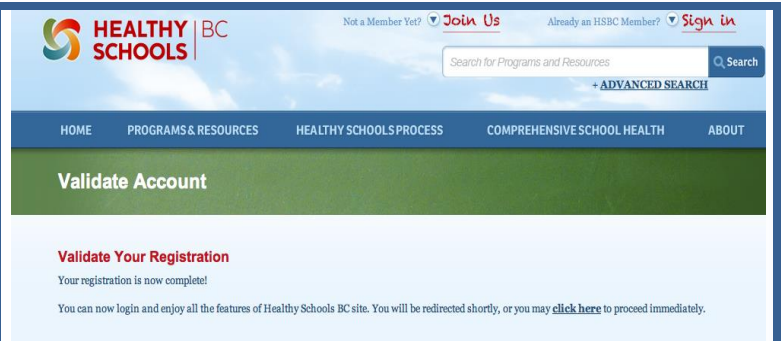 HEALTHY | BC
SCHOOLS
Not a Member Yet? Join Us
Already an HSBC Member? Sign in
Search for Programs and Resources
Search
+ ADVANCED SEARCH
HOME PROGRAMS & RESOURCES HEALTHY SCHOOLS PROCESS COMPREHENSIVE SCHOOL HEALTH ABOUT
Validate Account
Validate Your Registration
Your registration is now complete!
You can now login and enjoy all the features of Healthy Schools BC site. You will be redirected shortly, or you may click here to proceed immediately.